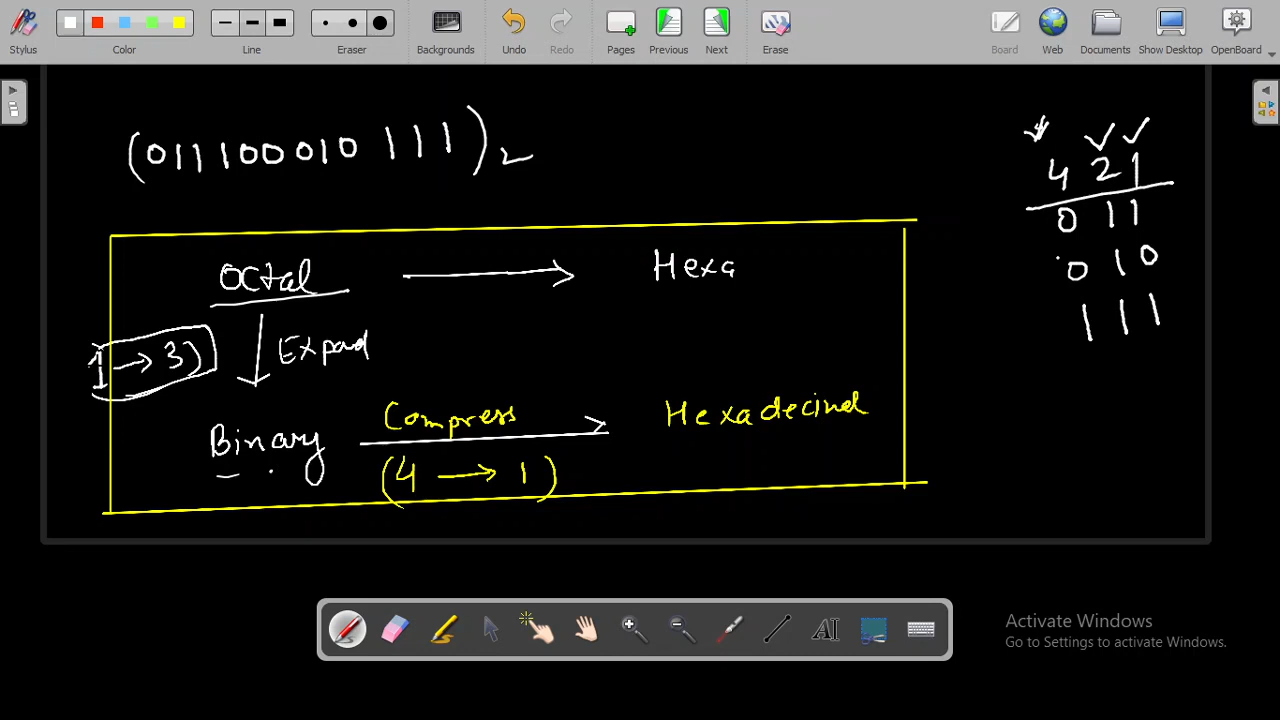 Stylus
Color
Line
Eraser
Backgrounds
Undo
Redo
Pages
Previous
Next
Erase
Board
Web
Documents
Show Desktop
OpenBoard
(011100010111)2
4 2 1
0 1 1
0 1 0
1 1 1
Octal → Hexa
1 → 3)
Expad
Binary Compress → Hexadecinal
(4 → 1)
Activate Windows
Go to Settings to activate Windows.